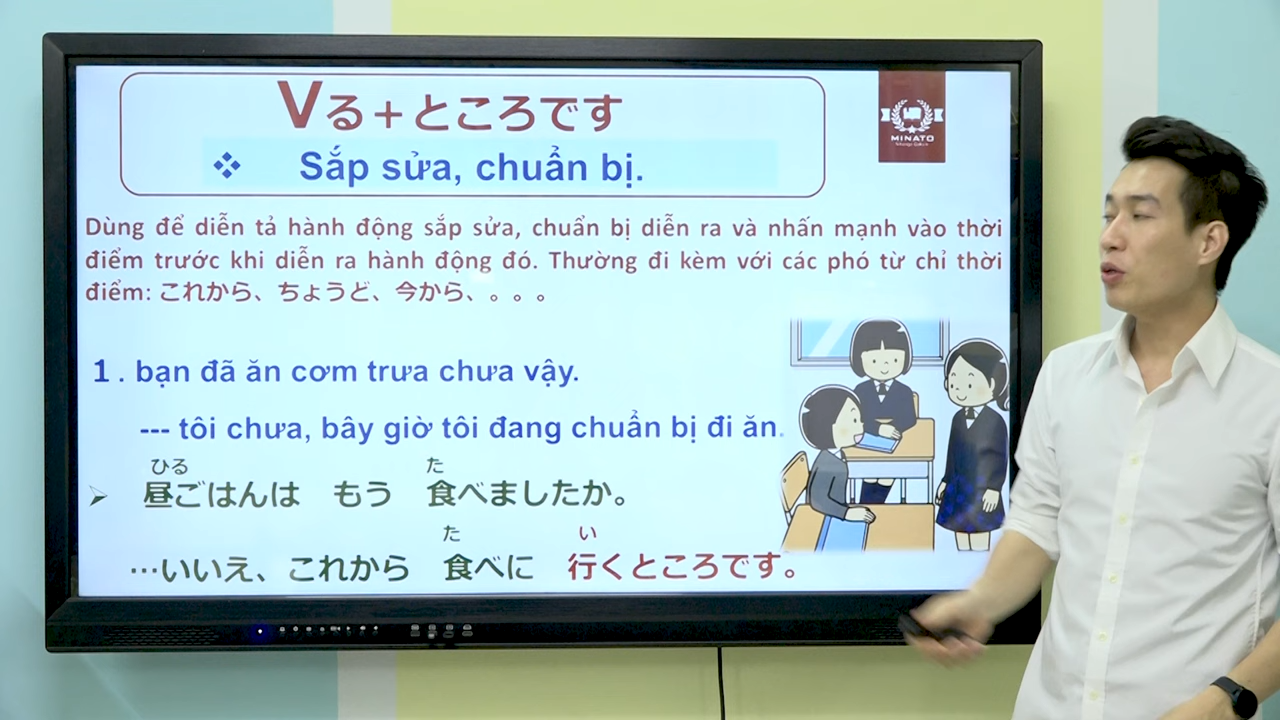 Vる＋ところです
❖ Sắp sửa, chuẩn bị.
MINATO
Dùng để diễn tả hành động sắp sửa, chuẩn bị diễn ra và nhấn mạnh vào thời
điểm trước khi diễn ra hành động đó. Thường đi kèm với các phó từ chỉ thời
điểm: これから、ちょうど、今から、。。。
1 . bạn đã ăn cơm trưa chưa vậy.
--- tôi chưa, bây giờ tôi đang chuẩn bị đi ăn.
ひる た
➢ 昼ごはんは もう 食べましたか。
た い
…いいえ、これから 食べに 行くところです。